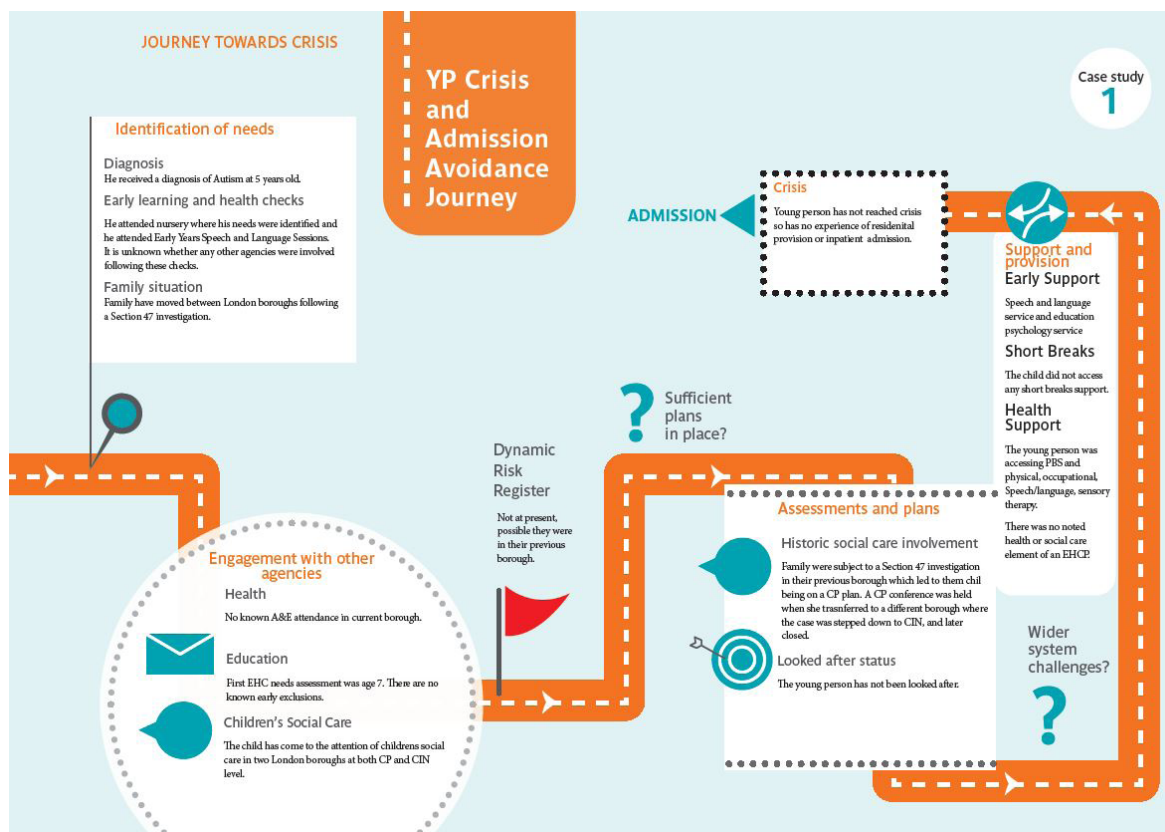 JOURNEY TOWARDS CRISIS
YP Crisis
and
Admission
Avoidance
Journey
Case study
1
Identification of needs
Diagnosis
He received a diagnosis of Autism at 5 years old.
Early learning and health checks
He attended nursery where his needs were identified and
he attended Early Years Speech and Language Sessions.
It is unknown whether any other agencies were involved
following these checks.
Family situation
Family have moved between London boroughs following
a Section 47 investigation.
Engagement with other
agencies
Health
No known A&E attendance in current borough.
Education
First EHC needs assessment was age 7. There are no
known early exclusions.
Children's Social Care
The child has come to the attention of childrens social
care in two London boroughs at both CP and CIN
level.
Dynamic
Risk
Register
Not at present,
possible they were
in their previous
borough.
Sufficient
plans
in place?
?
Assessments and plans
Historic social care involvement
Family were subject to a Section 47 investigation
in their previous borough which led to them chil
being on a CP plan. A CP conference was held
when she trasnferred to a different borough where
the case was stepped down to CIN, and later
closed.
Looked after status
The young person has not been looked after.
Wider
system
challenges?
?
Support and
provision
Early Support
Speech and language
service and education
psychology service
Short Breaks
The child did not access
any short breaks support.
Health
Support
The young person was
accessing PBS and
physical, occupational,
Speech/language, sensory
therapy.
There was no noted
health or social care
element of an EHCP.
Crisis
Young person has not reached crisis
so has no experience of residenital
provision or inpatient admission.
ADMISSION